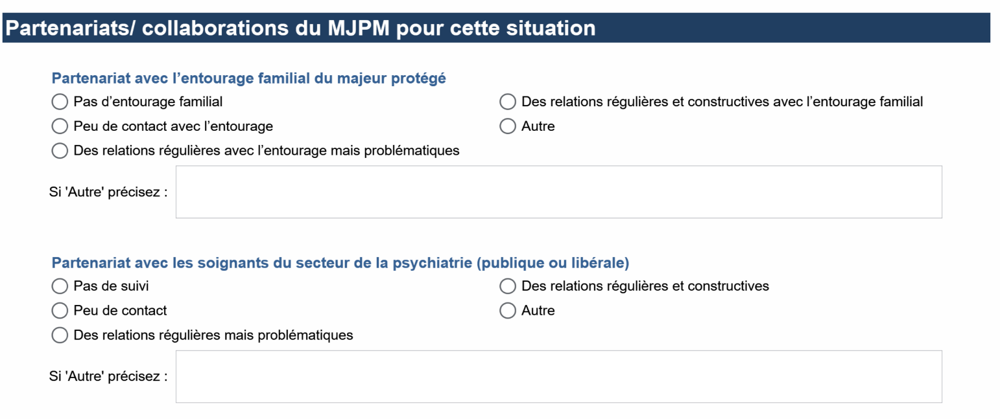 Partenariats/ collaborations du MJPM pour cette situation
Partenariat avec l’entourage familial du majeur protégé
Pas d’entourage familial
Peu de contact avec l’entourage
Des relations régulières avec l’entourage mais problématiques
Des relations régulières et constructives avec l’entourage familial
Autre
Si 'Autre' précisez :
Partenariat avec les soignants du secteur de la psychiatrie (publique ou libérale)
Pas de suivi
Peu de contact
Des relations régulières mais problématiques
Des relations régulières et constructives
Autre
Si 'Autre' précisez :